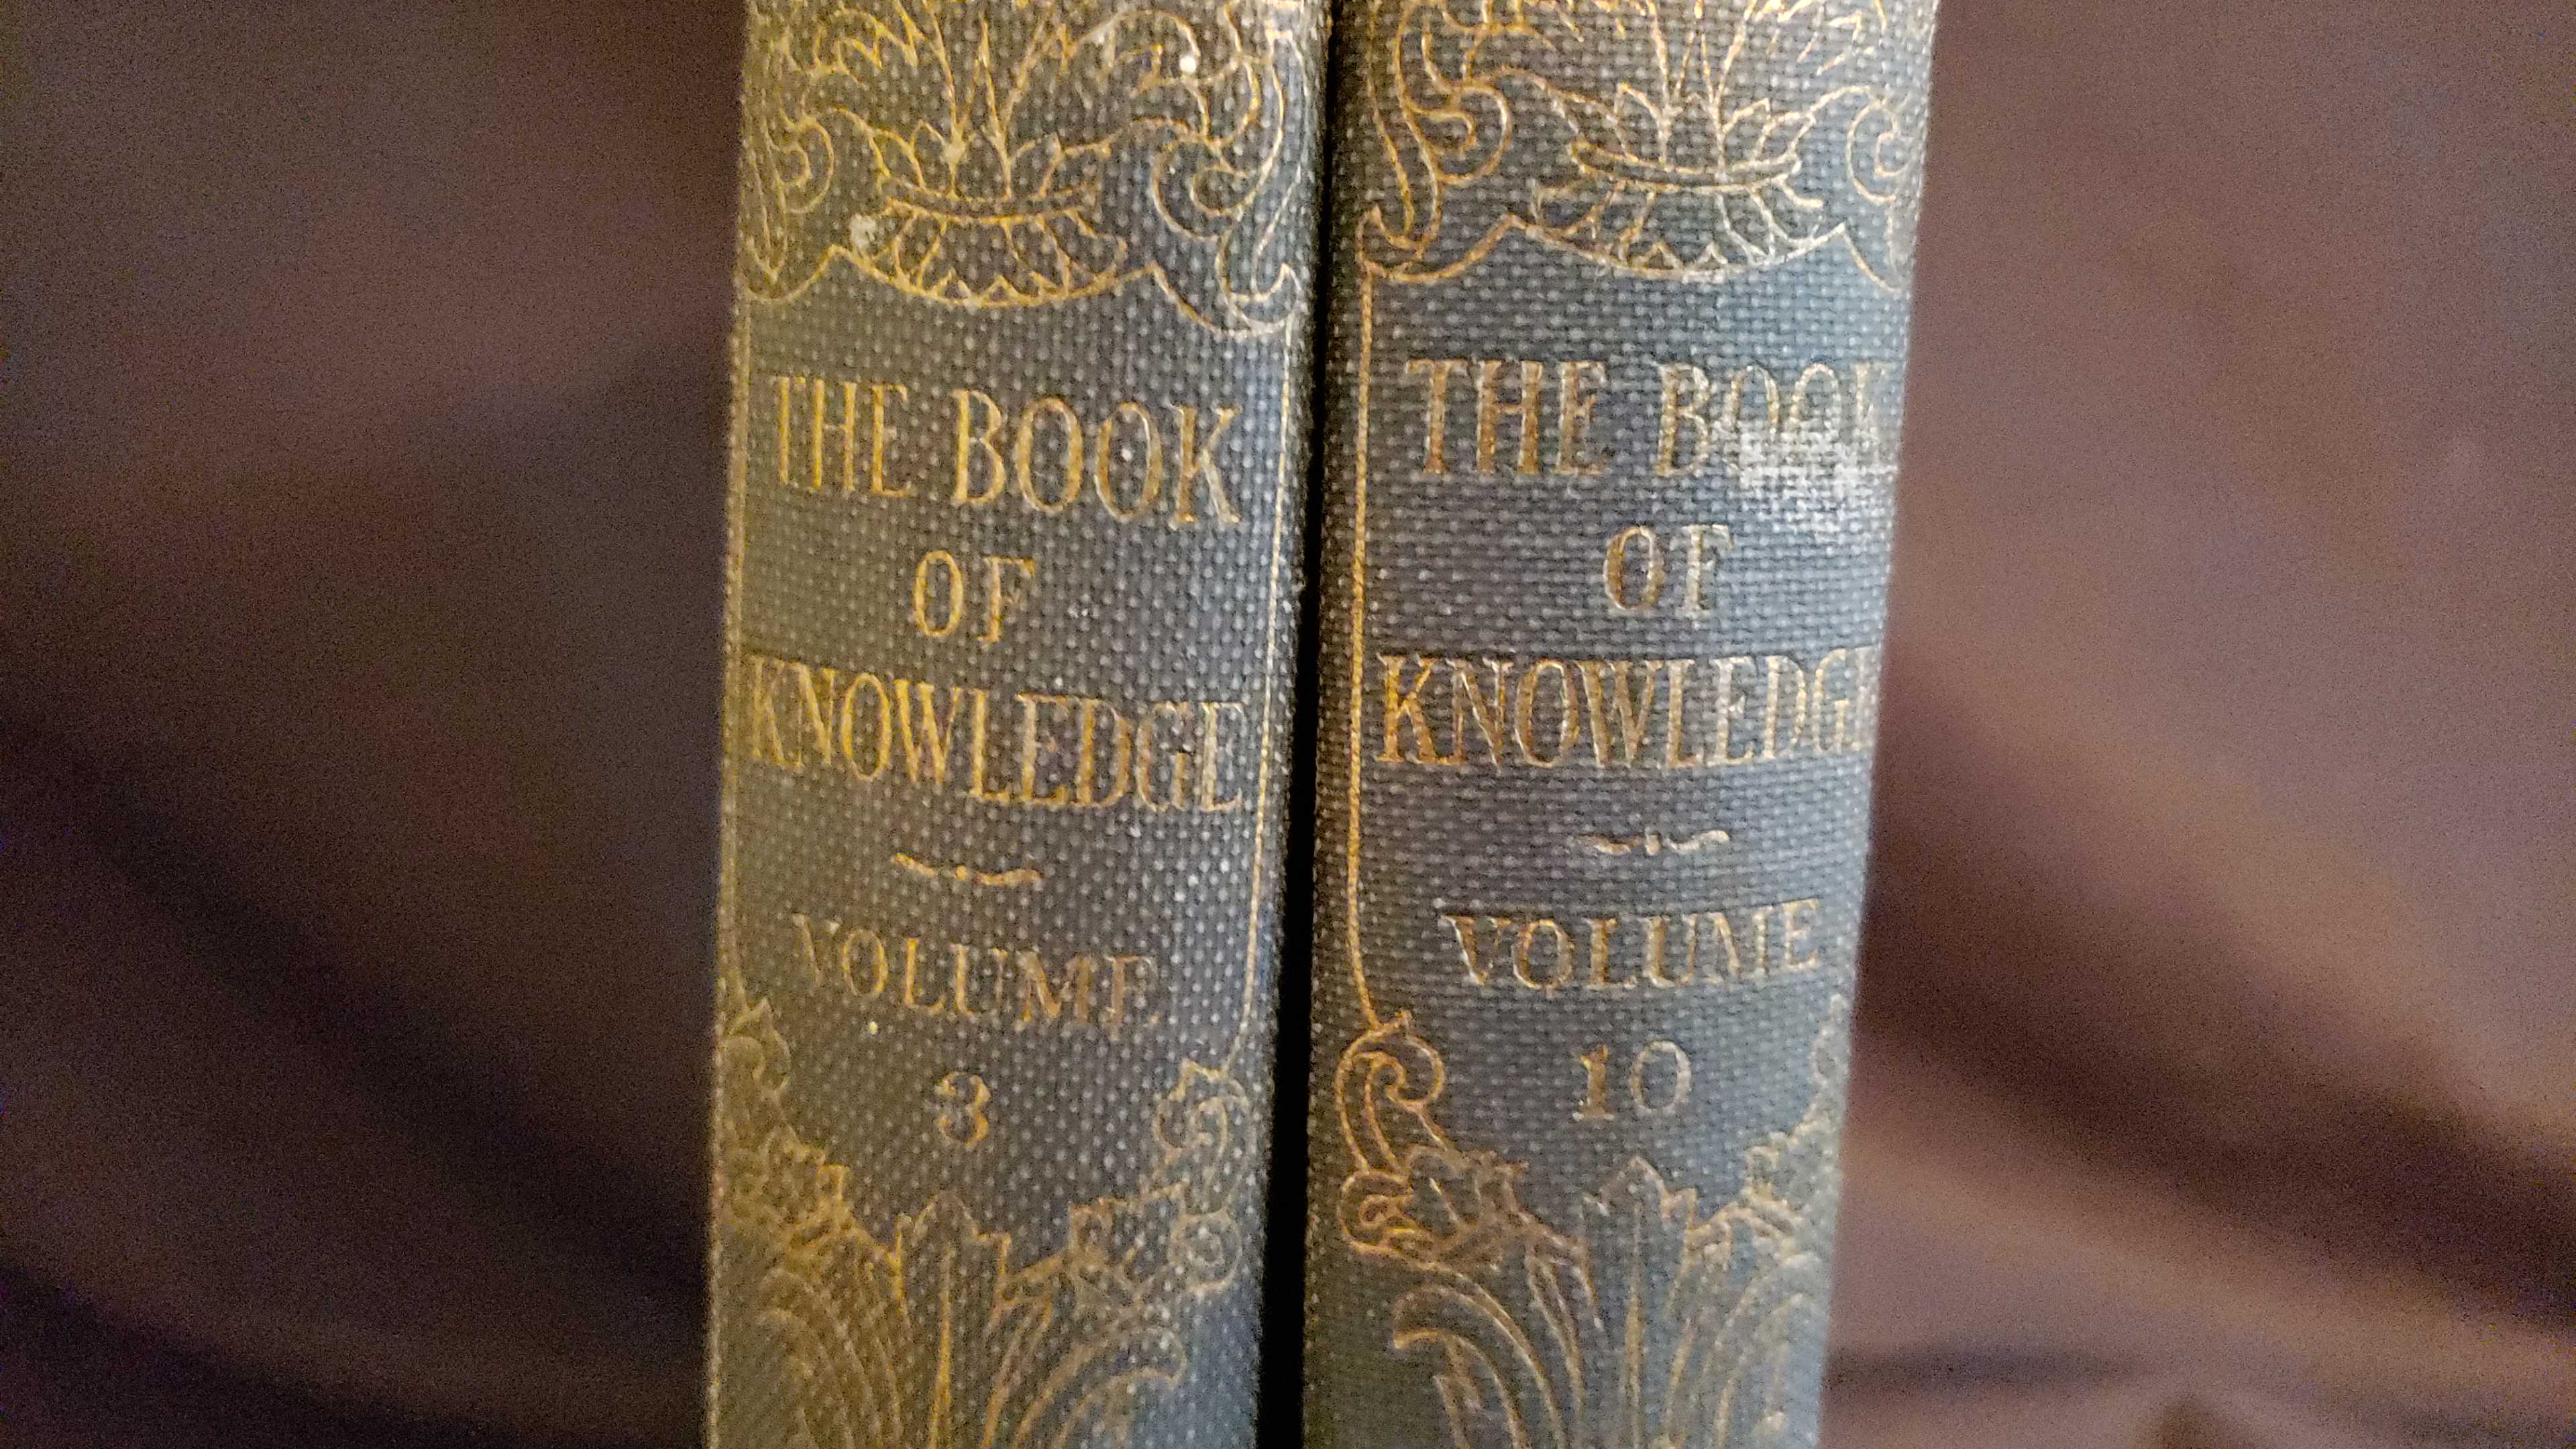 THE BOOK
OF
KNOWLEDGE
VOLUME
3
THE BOOK
OF
KNOWLEDGE
VOLUME
10